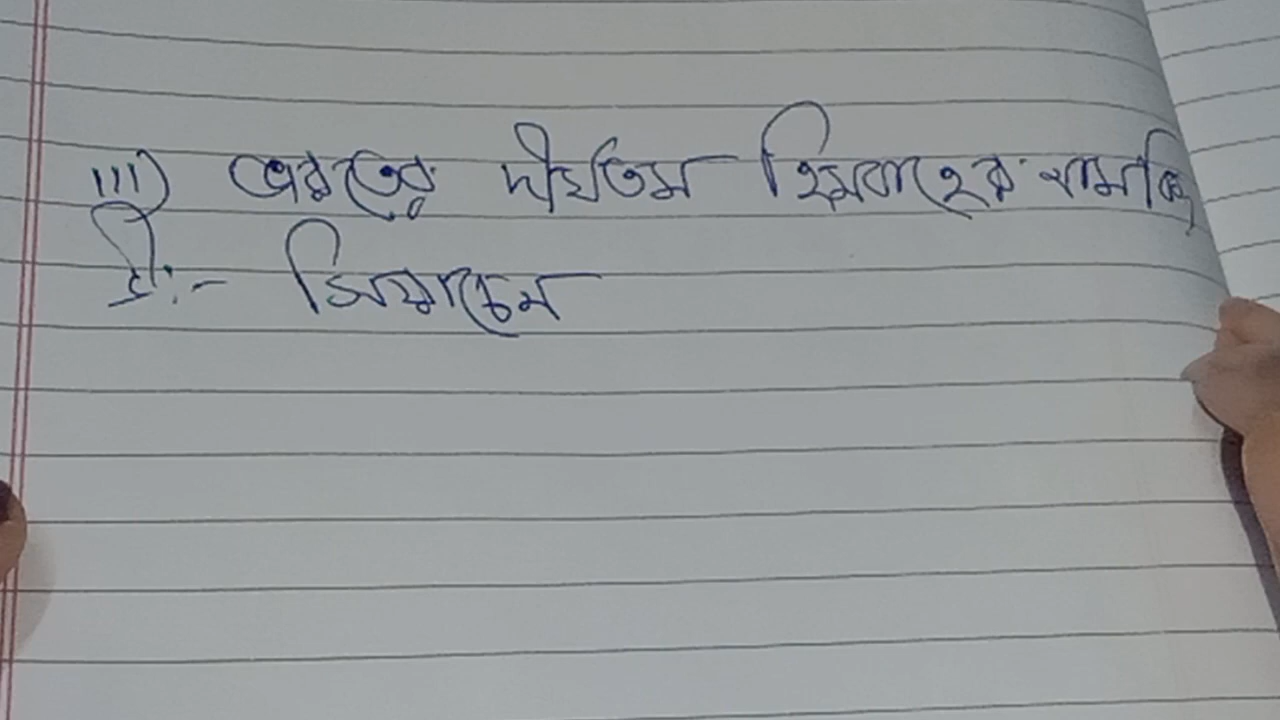 iii) ভারতের দীর্ঘতম হিমবাহের নাম কি
উঃ- সিয়াচেন